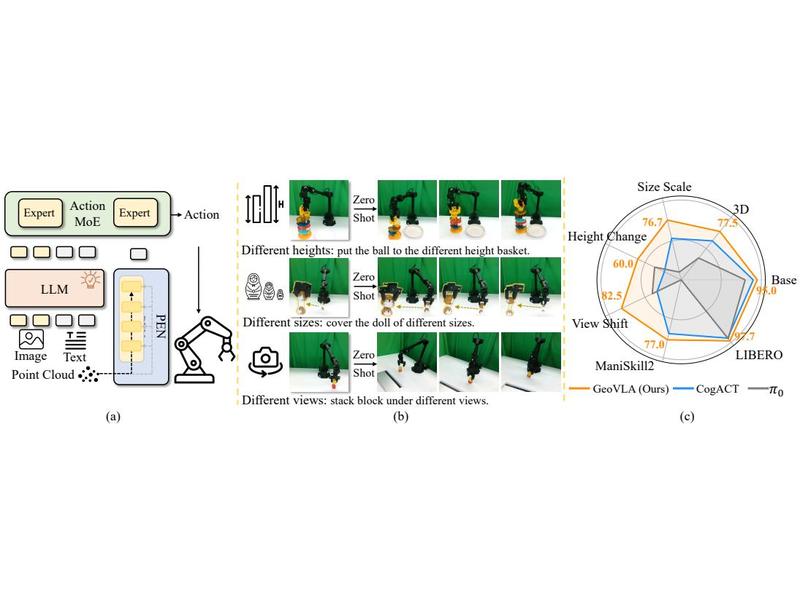 Expert
Action
MoE
Expert
Action
LLM
PEN
Image
Text
Point Cloud
(a)
H
Zero
Shot
Different heights: put the ball to the different height basket.
Zero
Shot
Different sizes: cover the doll of different sizes.
Zero
Shot
Different views: stack block under different views.
(b)
Size Scale
76.7
3D
77.5
Height Change
60.0
Base
95.0
82.5
View Shift
77.0
97.7
LIBERO
ManiSkill2
GeoVLA (Ours)
CogACT
π0
(c)